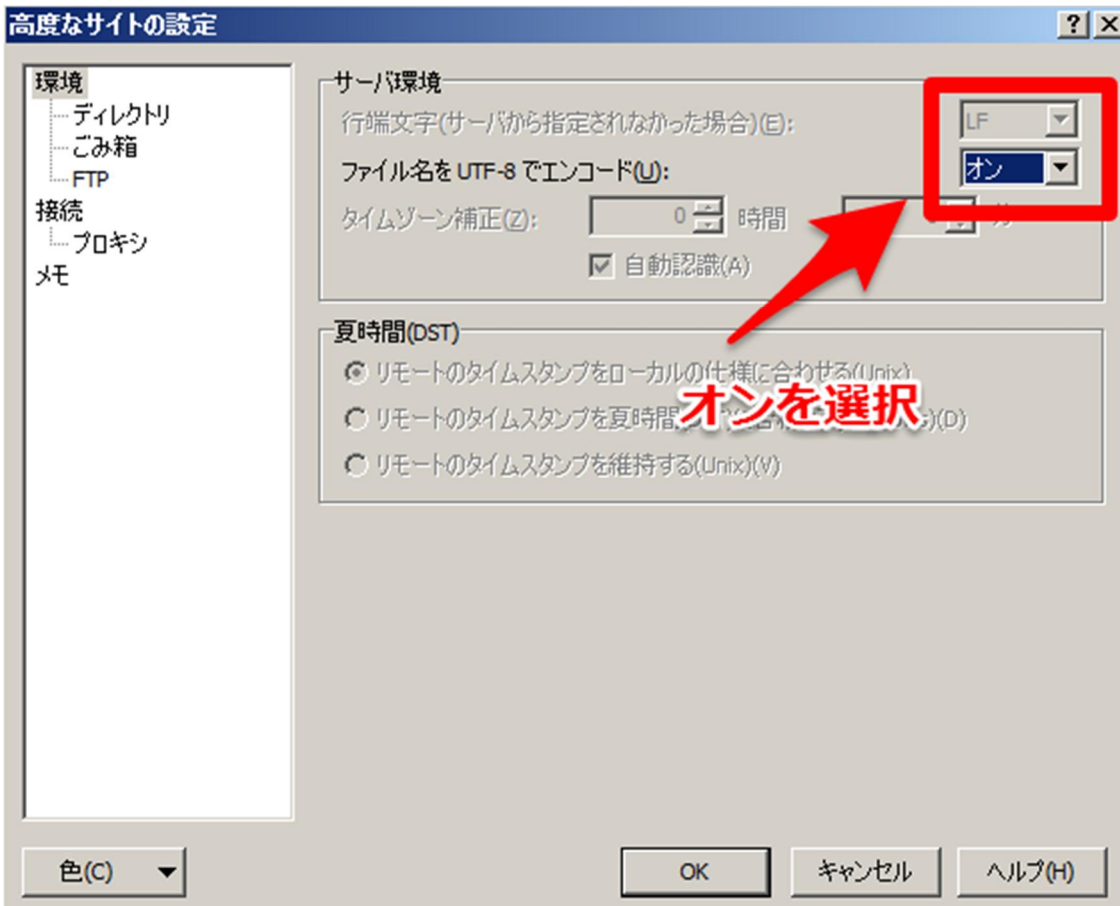 高度なサイトの設定
環境
ディレクトリ
ごみ箱
FTP
接続
プロキシ
メモ
サーバ環境
行端文字(サーバから指定されなかった場合)(E): LF
ファイル名を UTF-8 でエンコード(U): オン
タイムゾーン補正(Z): 0 時間
自動認識(A)
夏時間(DST)
リモートのタイムスタンプをローカルの仕様に合わせる(Unix)
オンを選択
リモートのタイムスタンプを夏時間 (D)
リモートのタイムスタンプを維持する(Unix)(V)
色(C)
OK
キャンセル
ヘルプ(H)